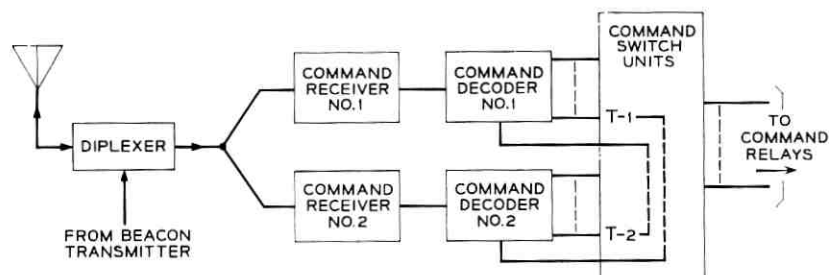 COMMAND
SWITCH
UNITS
COMMAND
RECEIVER
NO.1
COMMAND
DECODER
NO.1
T-1
TO
COMMAND
RELAYS
DIPLEXER
COMMAND
RECEIVER
NO.2
COMMAND
DECODER
NO.2
T-2
FROM BEACON
TRANSMITTER